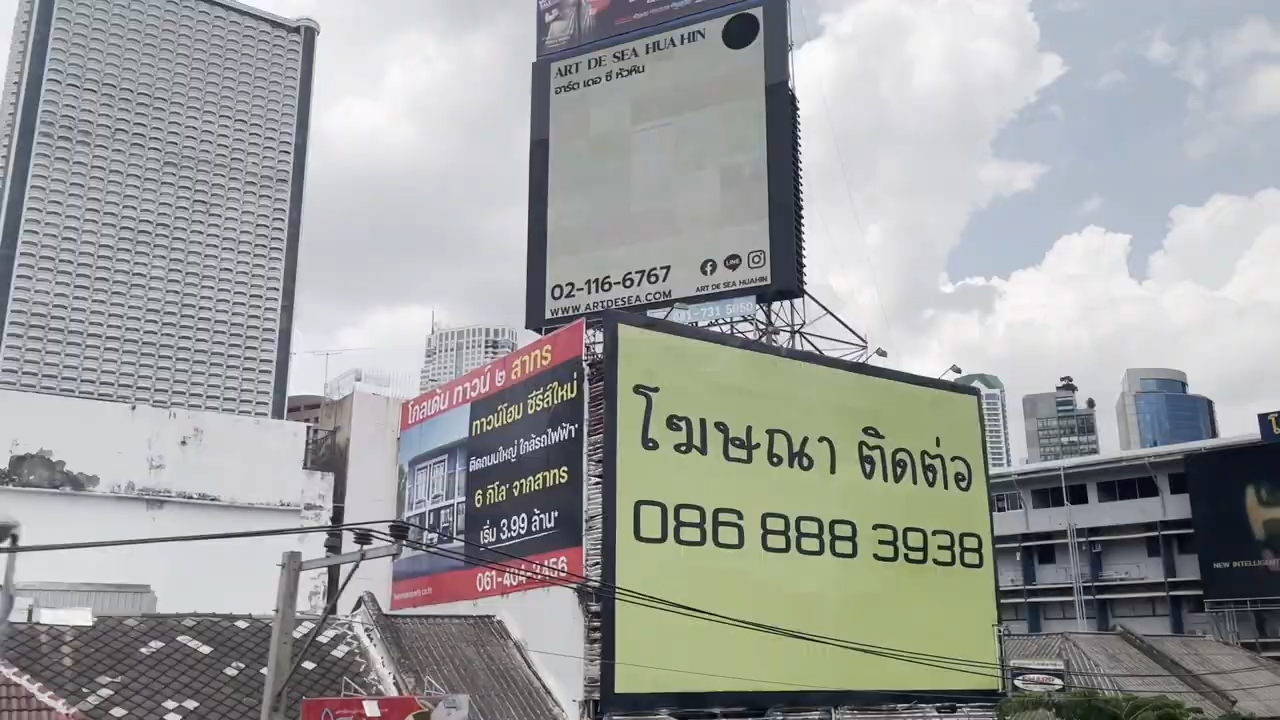 ART DE SEA HUA HIN
อาร์ต เดอ ซี หัวหิน
02-116-6767
WWW.ARTDESEA.COM
LINE
ART DE SEA HUAHIN
โกลเด้น ทาวน์ ๒ สาทร
ทาวน์โฮม ซีรีส์ใหม่
ติดถนนใหญ่ ใกล้รถไฟฟ้า*
6 กิโล* จากสาทร
เริ่ม 3.99 ล้าน*
061-404-3456
โฆษณา ติดต่อ
086 888 3938
NEW INTELLIGENT